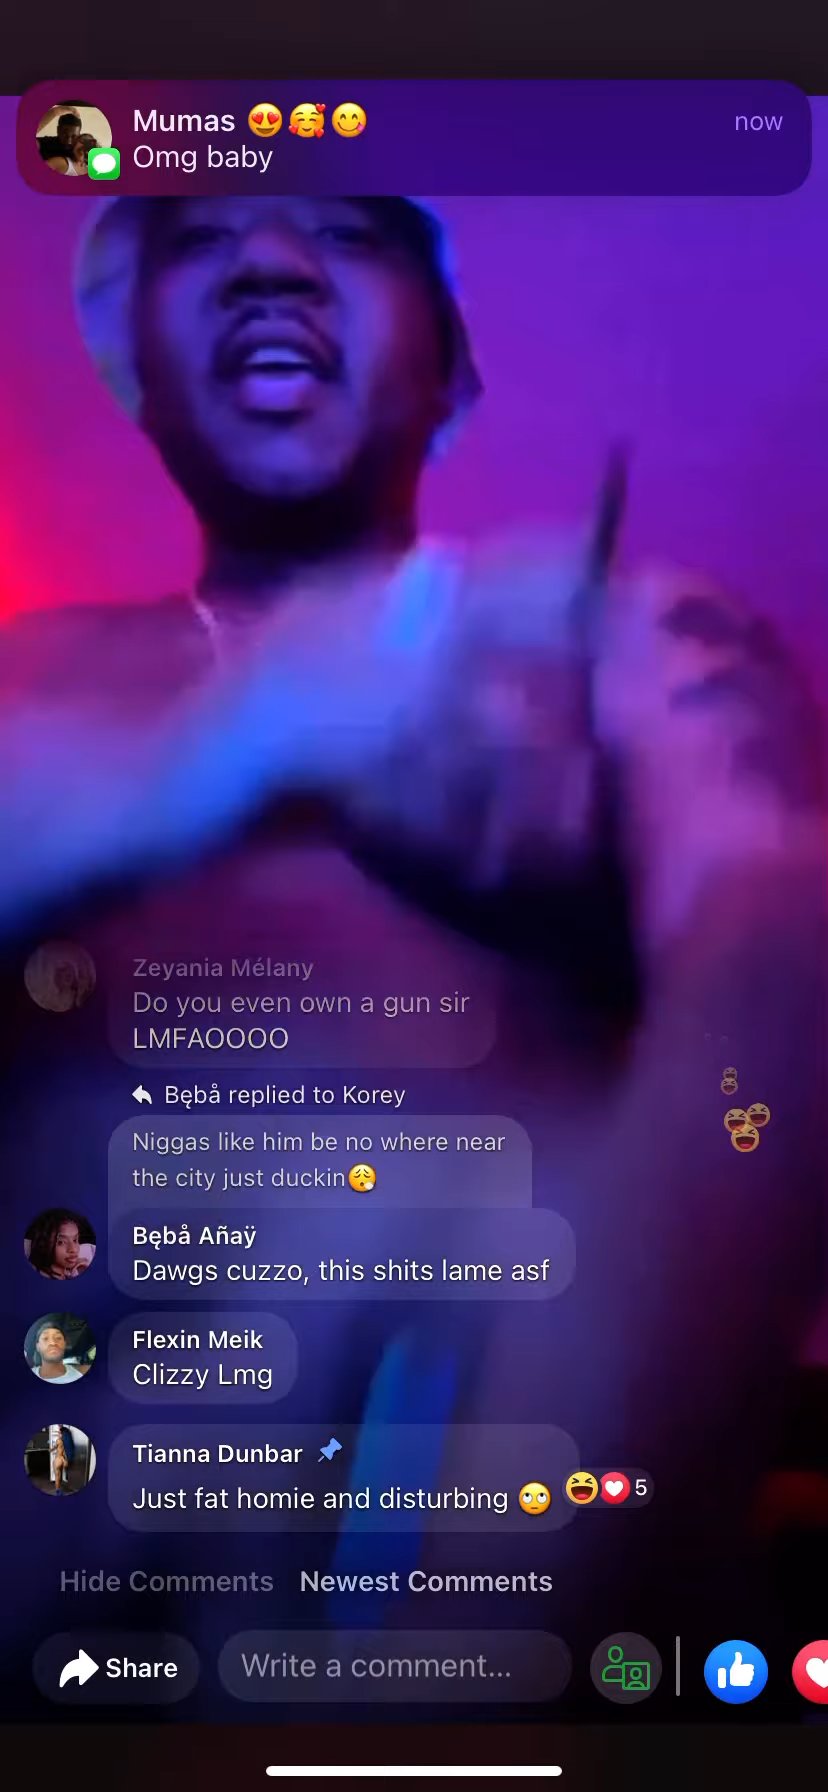 Mumas 😍🥰😋
now
Omg baby
Zeyania Mélany
Do you even own a gun sir
LMFAOOOO
Bębå replied to Korey
Niggas like him be no where near
the city just duckin😮‍💨
Bębå Añaÿ
Dawgs cuzzo, this shits lame asf
Flexin Meik
Clizzy Lmg
Tianna Dunbar
Just fat homie and disturbing 🙄
5
Hide Comments Newest Comments
Share
Write a comment...